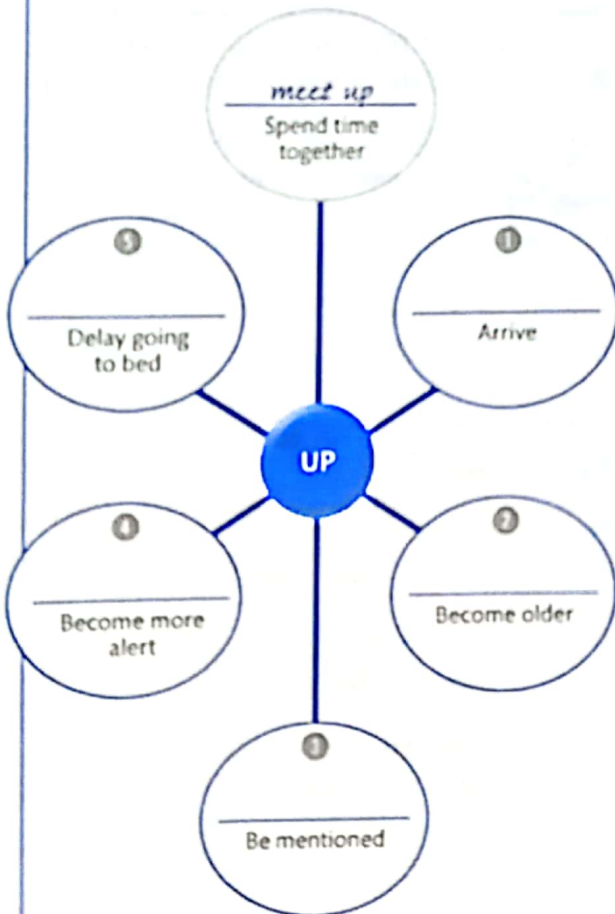 meet up
Spend time
together
1
Arrive
2
Become older
3
Be mentioned
4
Become more
alert
5
Delay going
to bed
UP